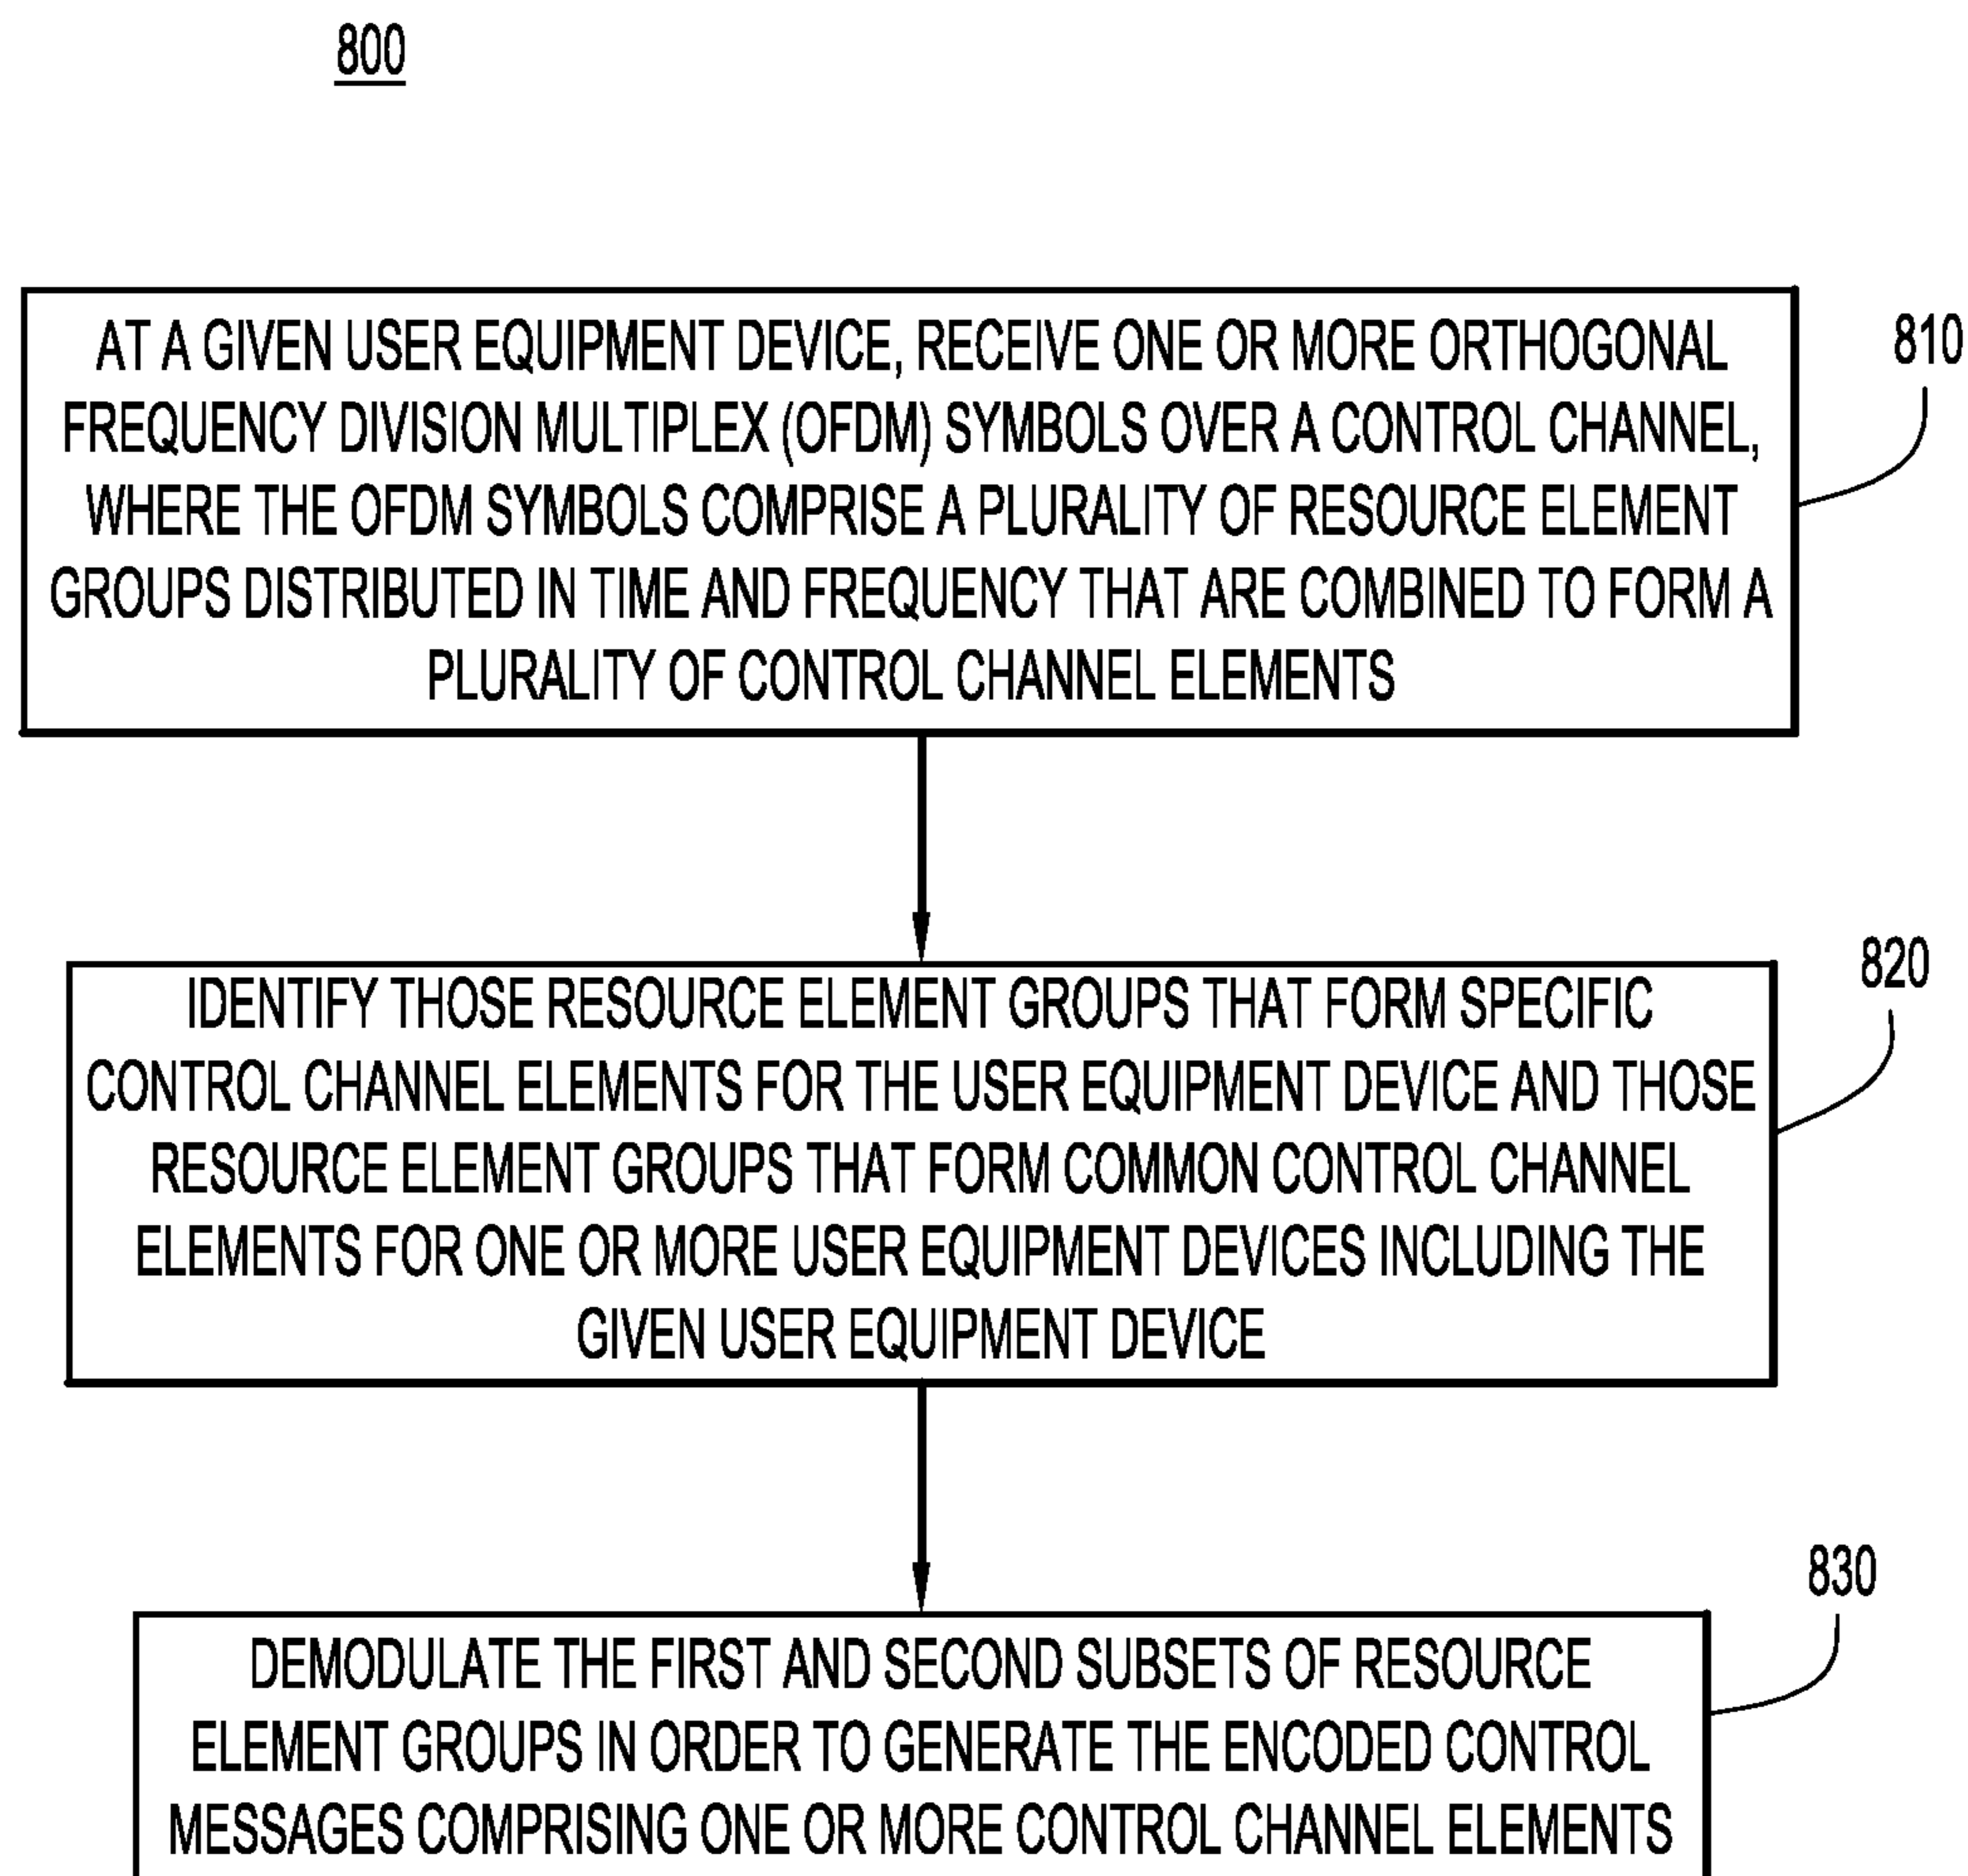 800
AT A GIVEN USER EQUIPMENT DEVICE, RECEIVE ONE OR MORE ORTHOGONAL
FREQUENCY DIVISION MULTIPLEX (OFDM) SYMBOLS OVER A CONTROL CHANNEL,
WHERE THE OFDM SYMBOLS COMPRISE A PLURALITY OF RESOURCE ELEMENT
GROUPS DISTRIBUTED IN TIME AND FREQUENCY THAT ARE COMBINED TO FORM A
PLURALITY OF CONTROL CHANNEL ELEMENTS
810
IDENTIFY THOSE RESOURCE ELEMENT GROUPS THAT FORM SPECIFIC
CONTROL CHANNEL ELEMENTS FOR THE USER EQUIPMENT DEVICE AND THOSE
RESOURCE ELEMENT GROUPS THAT FORM COMMON CONTROL CHANNEL
ELEMENTS FOR ONE OR MORE USER EQUIPMENT DEVICES INCLUDING THE
GIVEN USER EQUIPMENT DEVICE
820
DEMODULATE THE FIRST AND SECOND SUBSETS OF RESOURCE
ELEMENT GROUPS IN ORDER TO GENERATE THE ENCODED CONTROL
MESSAGES COMPRISING ONE OR MORE CONTROL CHANNEL ELEMENTS
830